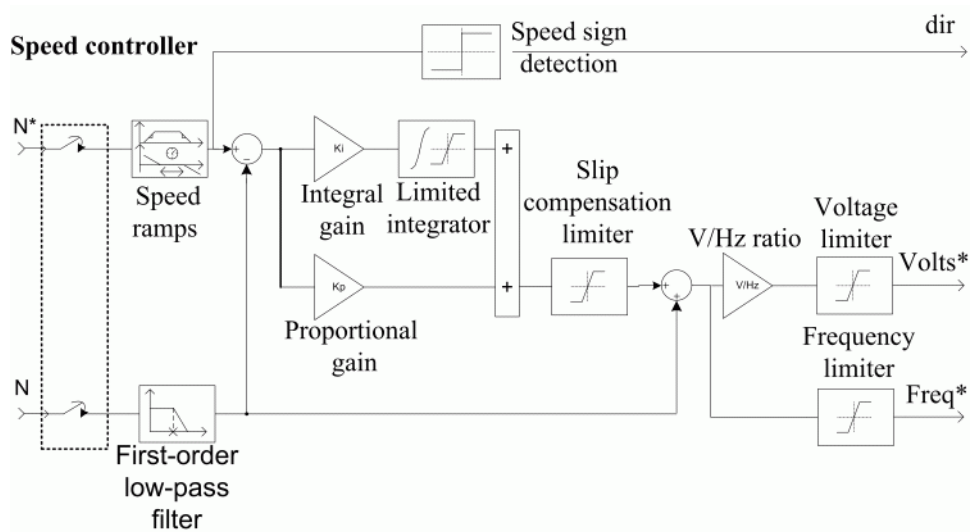 Speed sign
detection
dir
Speed controller
N*
Ki
Integral
gain
Limited
integrator
Speed
ramps
+
-
+
+
Slip
compensation
limiter
V/Hz ratio
Voltage
limiter
Volts*
Kp
Proportional
gain
+
+
V/Hz
Frequency
limiter
Freq*
N
First-order
low-pass
filter